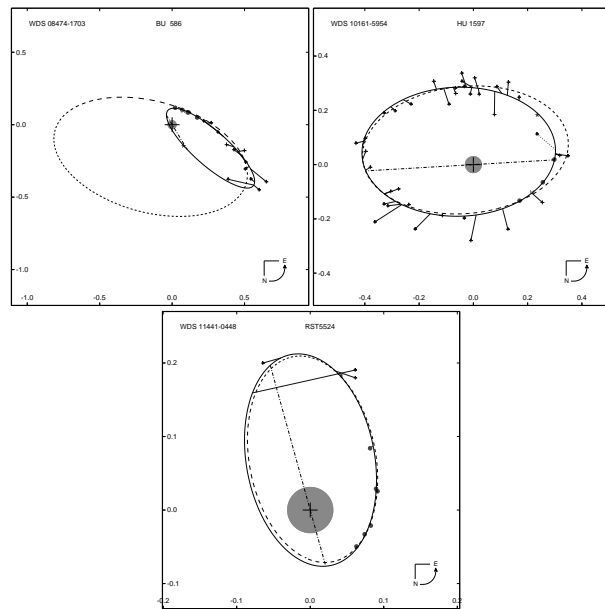 WDS 08474-1703 BU 586
0.5
0.0
-0.5
-1.0
-1.0 -0.5 0.0 0.5
E
N
WDS 10161-5954 HU 1597
0.4
0.2
0.0
-0.2
-0.4
-0.4 -0.2 0.0 0.2 0.4
E
N
WDS 11441-0448 RST5524
0.2
0.1
0.0
-0.1
-0.2 -0.1 0.0 0.1 0.2
E
N